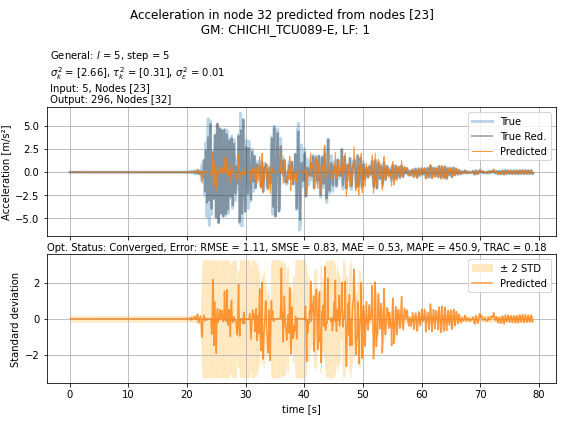 Acceleration in node 32 predicted from nodes [23]
GM: CHICHI_TCU089-E, LF: 1
General: l = 5, step = 5
σ²ₖ = [2.66], τ²ₖ = [0.31], σ²ε = 0.01
Input: 5, Nodes [23]
Output: 296, Nodes [32]
Acceleration [m/s²]
5.0
2.5
0.0
−2.5
−5.0
True
True Red.
Predicted
Opt. Status: Converged, Error: RMSE = 1.11, SMSE = 0.83, MAE = 0.53, MAPE = 450.9, TRAC = 0.18
Standard deviation
2
0
−2
± 2 STD
Predicted
0 10 20 30 40 50 60 70 80
time [s]